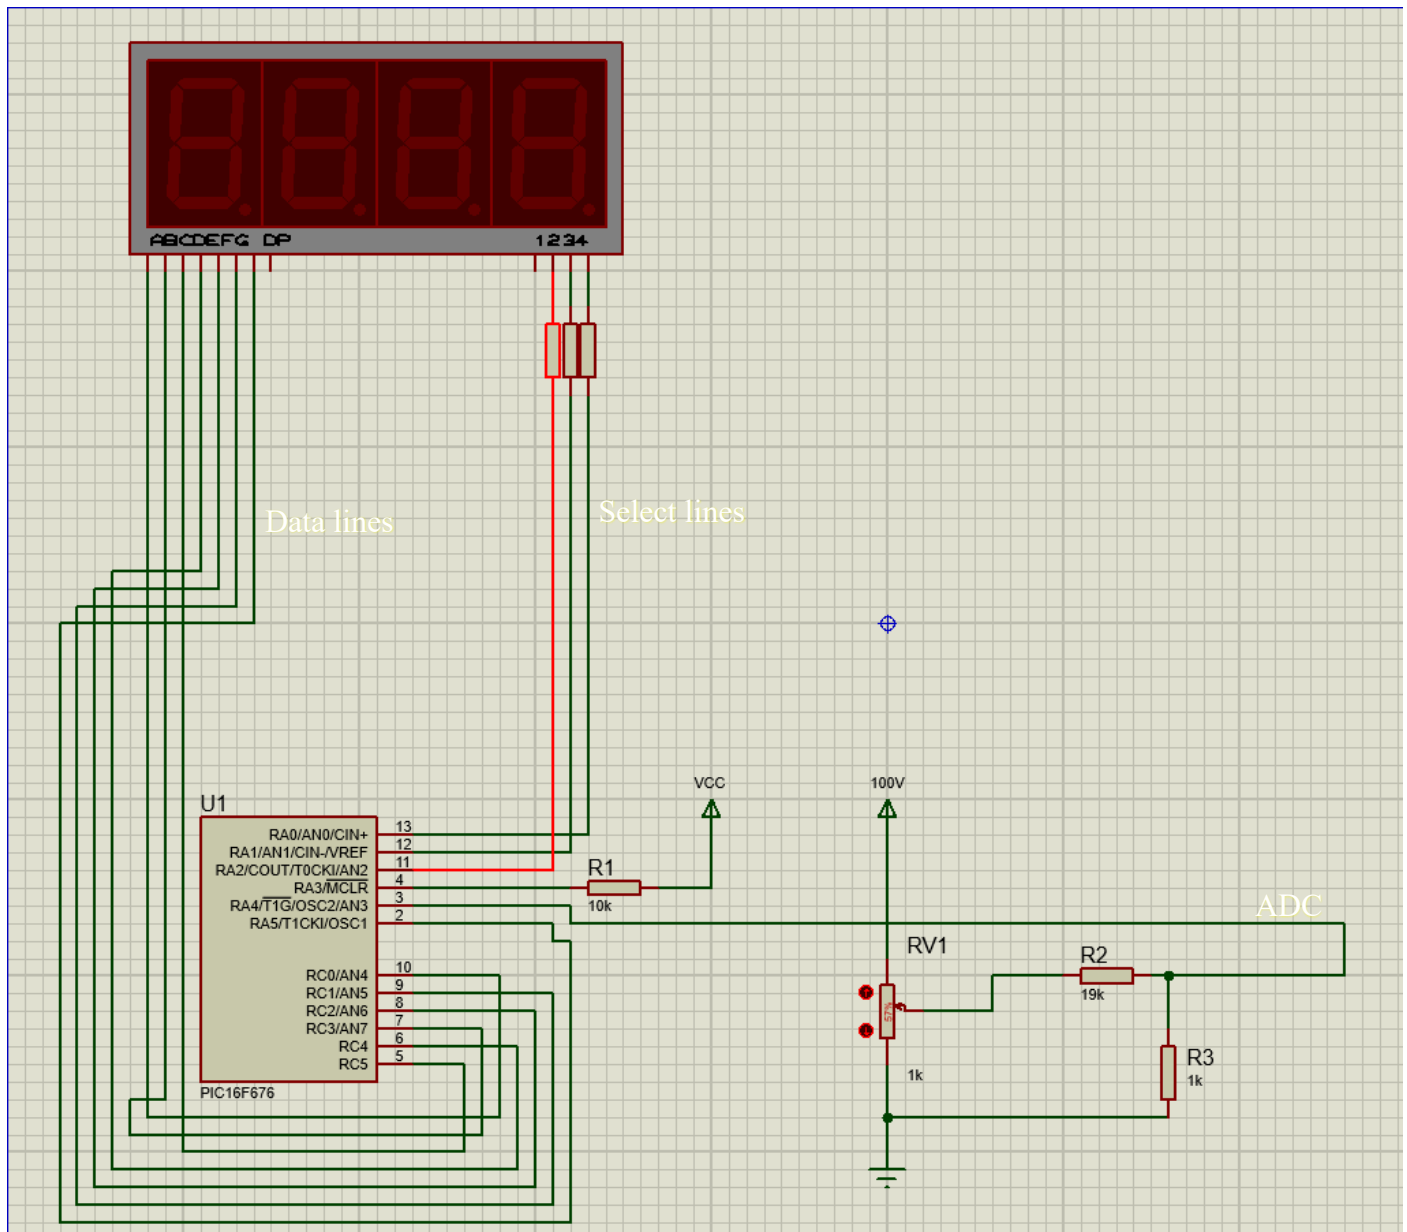 ABCDEFG DP
1234
Data lines
Select lines
VCC
100V
U1
RA0/AN0/CIN+
13
RA1/AN1/CIN-/VREF
12
RA2/COUT/T0CKI/AN2
11
RA3/MCLR
4
RA4/T1G/OSC2/AN3
3
RA5/T1CKI/OSC1
2
RC0/AN4
10
RC1/AN5
9
RC2/AN6
8
RC3/AN7
7
RC4
6
RC5
5
PIC16F676
R1
10k
ADC
RV1
57%
1k
R2
19k
R3
1k